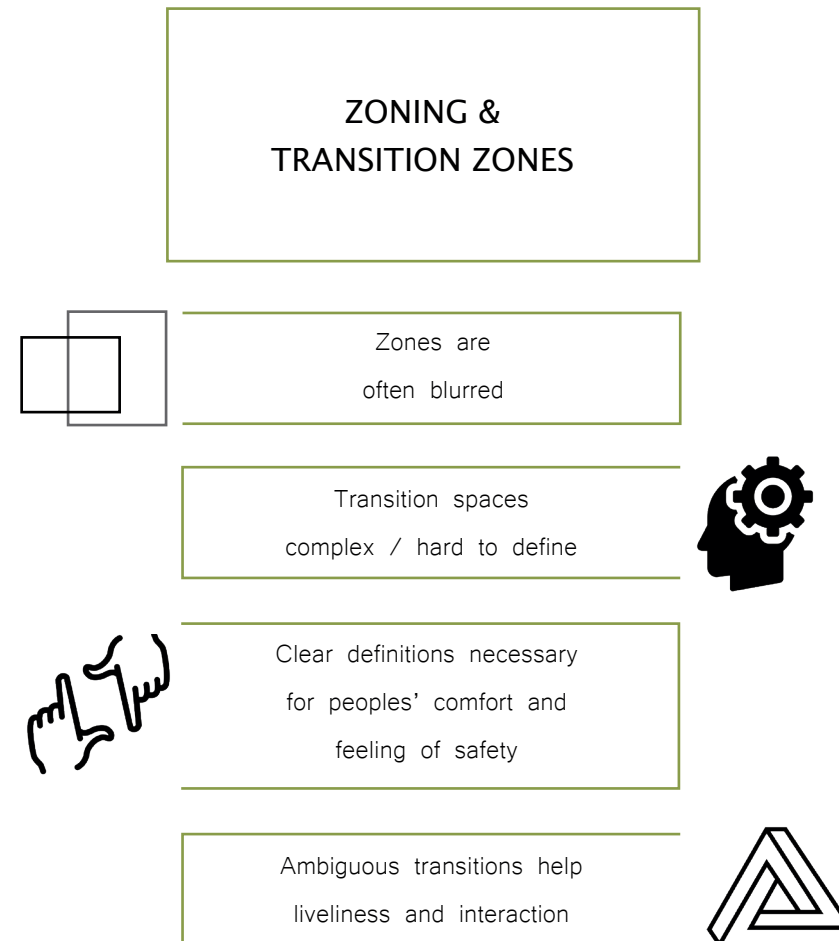 ZONING &
TRANSITION ZONES
Zones are
often blurred
Transition spaces
complex / hard to define
Clear definitions necessary
for peoples’ comfort and
feeling of safety
Ambiguous transitions help
liveliness and interaction